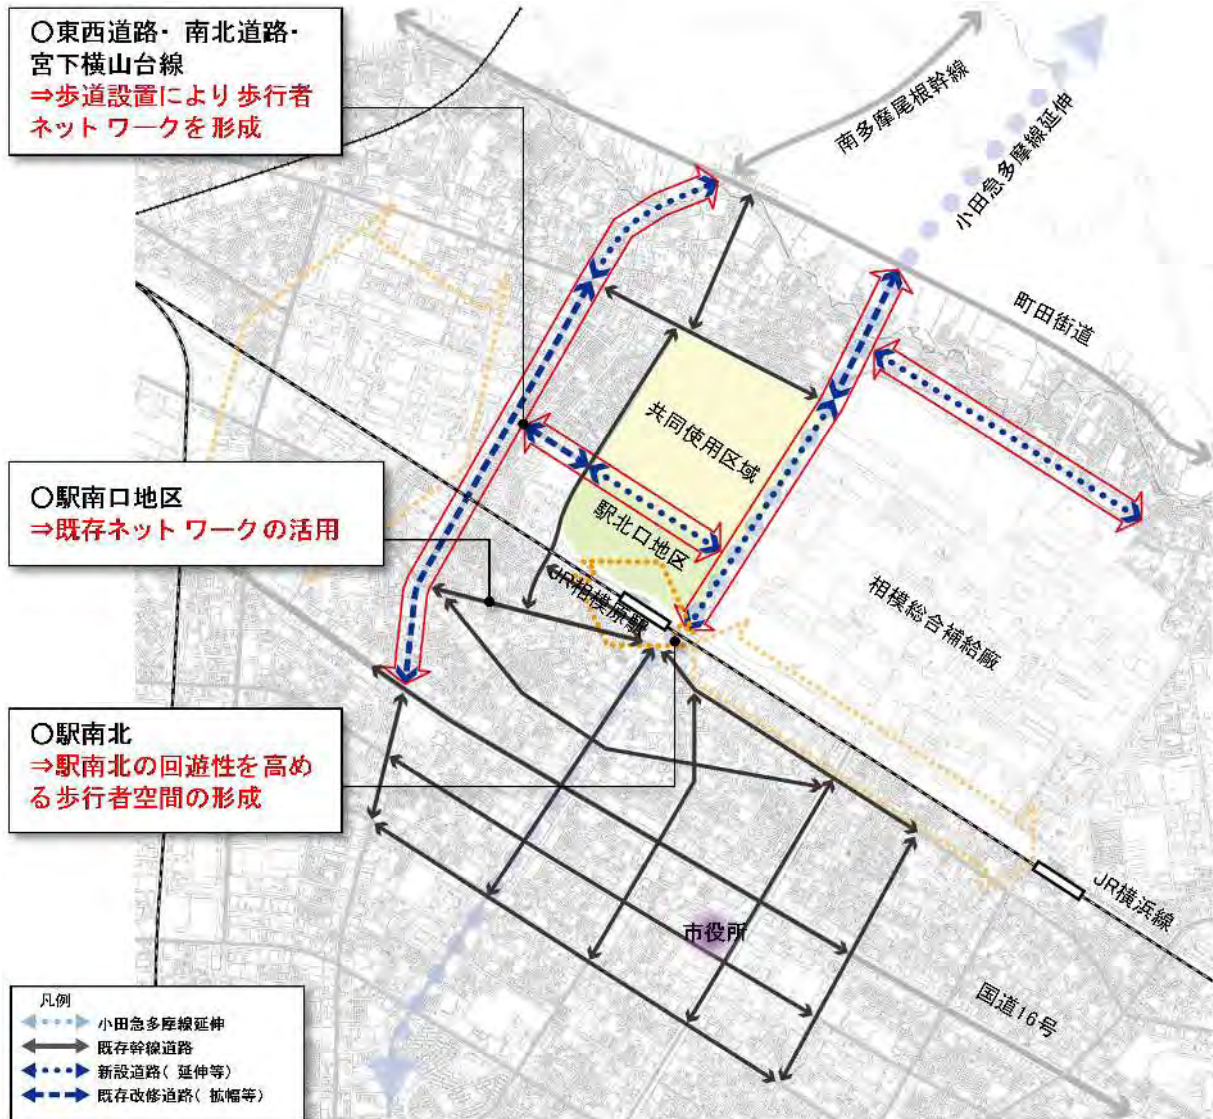 ○東西道路・南北道路・
宮下横山台線
⇒歩道設置により歩行者
ネットワークを形成
南多摩尾根幹線
小田急多摩線延伸
町田街道
共同使用区域
○駅南口地区
⇒既存ネットワークの活用
駅北口地区
JR相模原駅
相模総合補給廠
○駅南北
⇒駅南北の回遊性を高め
る歩行者空間の形成
JR横浜線
市役所
国道16号
凡例
小田急多摩線延伸
既存幹線道路
新設道路(延伸等)
既存改修道路(拡幅等)